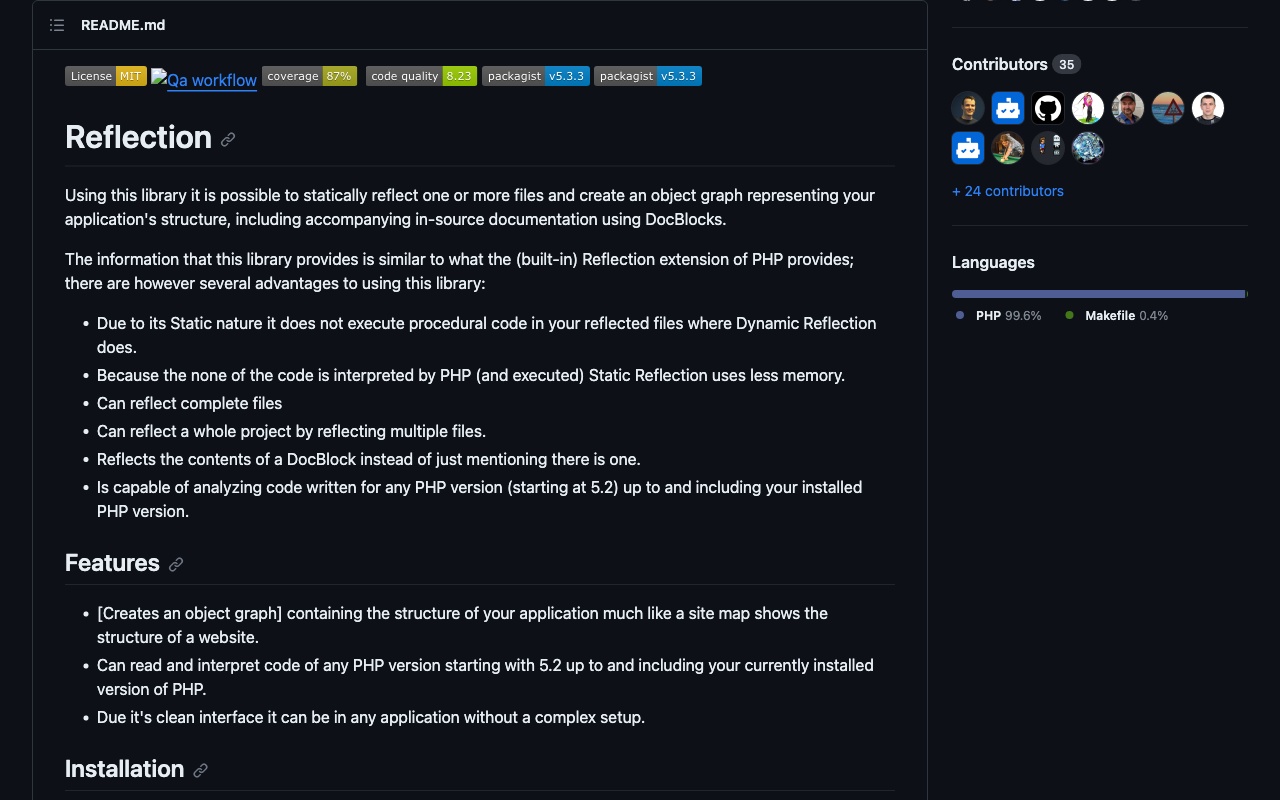 README.md
License MIT Qa workflow coverage 87% code quality 8.23 packagist v5.3.3 packagist v5.3.3
Reflection
Using this library it is possible to statically reflect one or more files and create an object graph representing your
application's structure, including accompanying in-source documentation using DocBlocks.
The information that this library provides is similar to what the (built-in) Reflection extension of PHP provides;
there are however several advantages to using this library:
• Due to its Static nature it does not execute procedural code in your reflected files where Dynamic Reflection
does.
• Because the none of the code is interpreted by PHP (and executed) Static Reflection uses less memory.
• Can reflect complete files
• Can reflect a whole project by reflecting multiple files.
• Reflects the contents of a DocBlock instead of just mentioning there is one.
• Is capable of analyzing code written for any PHP version (starting at 5.2) up to and including your installed
PHP version.
Features
• [Creates an object graph] containing the structure of your application much like a site map shows the
structure of a website.
• Can read and interpret code of any PHP version starting with 5.2 up to and including your currently installed
version of PHP.
• Due it's clean interface it can be in any application without a complex setup.
Installation
Contributors 35
+ 24 contributors
Languages
PHP 99.6% Makefile 0.4%